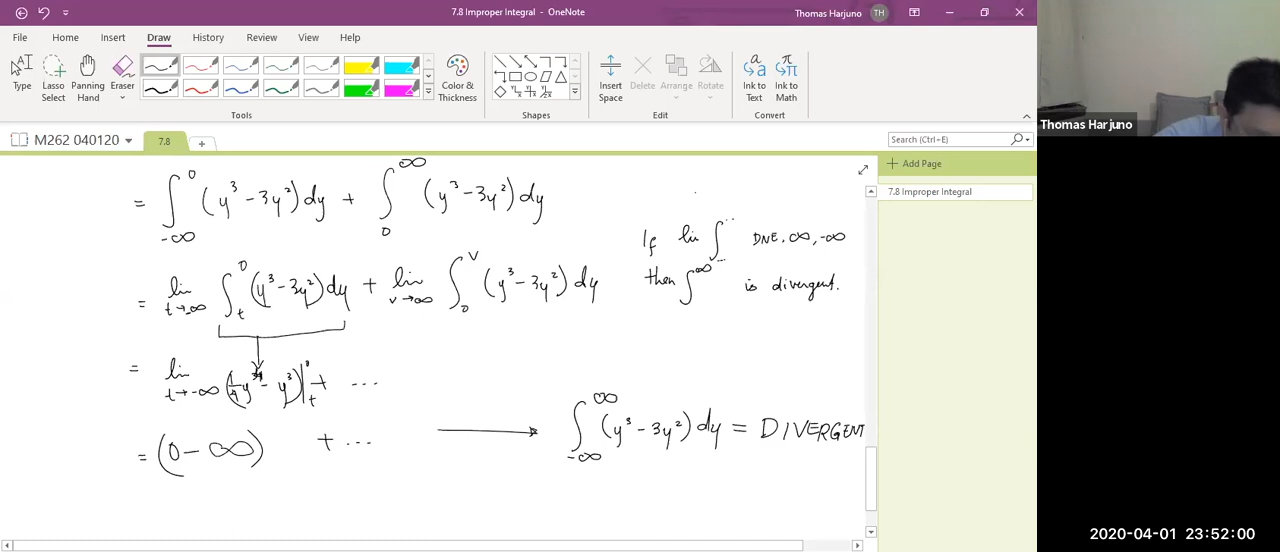 7.8 Improper Integral - OneNote
Thomas Harjuno TH
File Home Insert Draw History Review View Help
Type Lasso Select Panning Hand Eraser
Color & Thickness
Insert Space Delete Arrange Rotate
Ink to Text Ink to Math
Tools Shapes Edit Convert
M262 040120 7.8
Search (Ctrl+E)
Add Page
7.8 Improper Integral
Thomas Harjuno
= ∫_{-∞}^{0} (y³ - 3y²) dy + ∫_{0}^{∞} (y³ - 3y²) dy
If lim ∫_{...}^{...} DNE, ∞, -∞
then ∫^{∞} is divergent.
= lim_{t→∞} ∫_{t}^{0} (y³ - 3y²) dy + lim_{v→∞} ∫_{0}^{v} (y³ - 3y²) dy
= lim_{t→-∞} (¼y⁴ - y³)|_{t}^{0} + ...
= (0 - ∞) + ...
∫_{-∞}^{∞} (y³ - 3y²) dy = DIVERGENT
2020-04-01 23:52:00